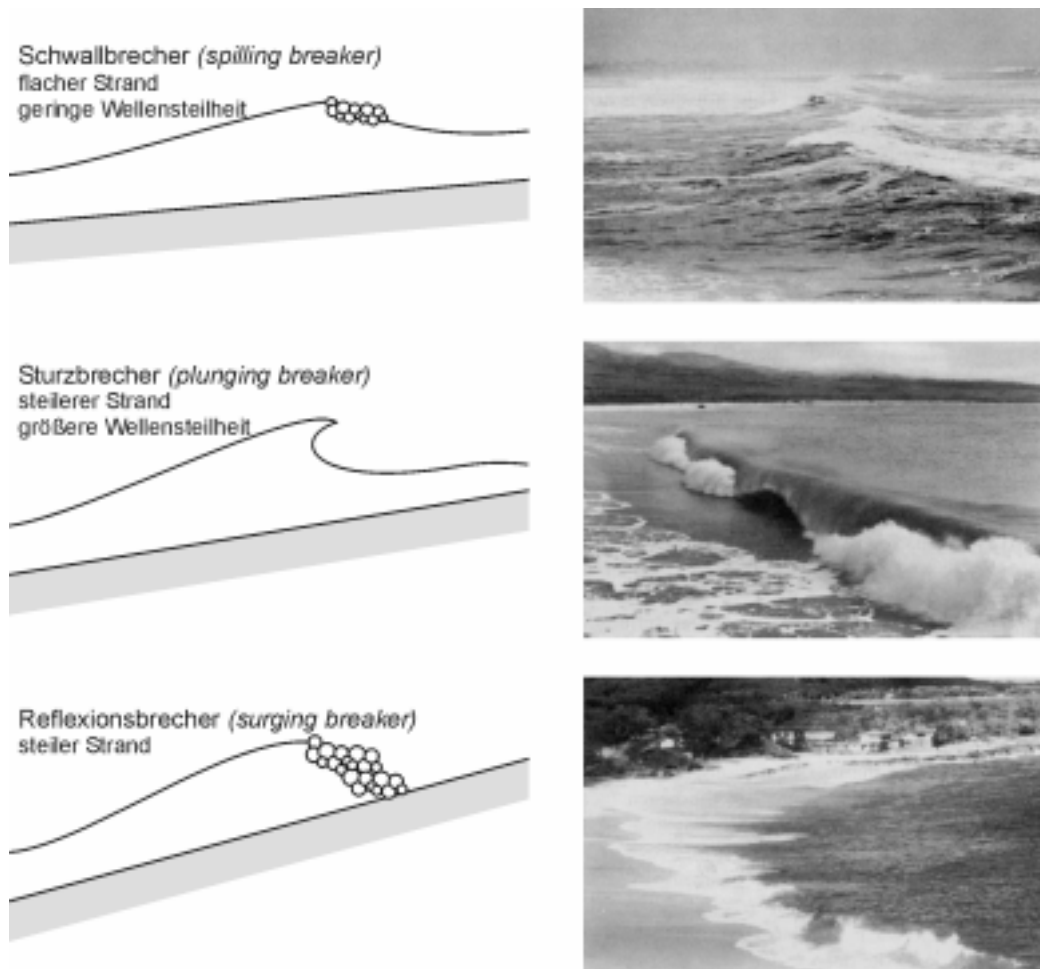 Schwallbrecher (spilling breaker)
flacher Strand
geringe Wellensteilheit
Sturzbrecher (plunging breaker)
steilerer Strand
größere Wellensteilheit
Reflexionsbrecher (surging breaker)
steiler Strand